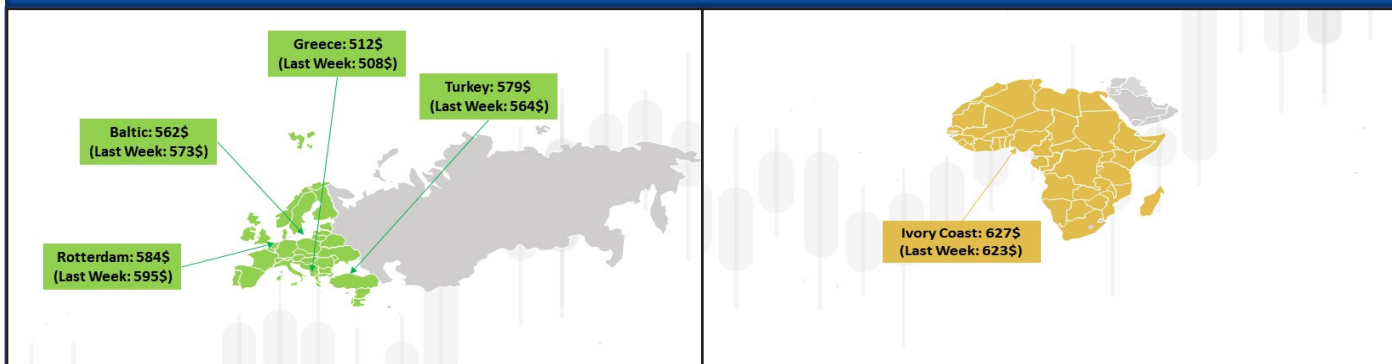 Greece: 512$
(Last Week: 508$)
Turkey: 579$
(Last Week: 564$)
Baltic: 562$
(Last Week: 573$)
Rotterdam: 584$
(Last Week: 595$)
Ivory Coast: 627$
(Last Week: 623$)